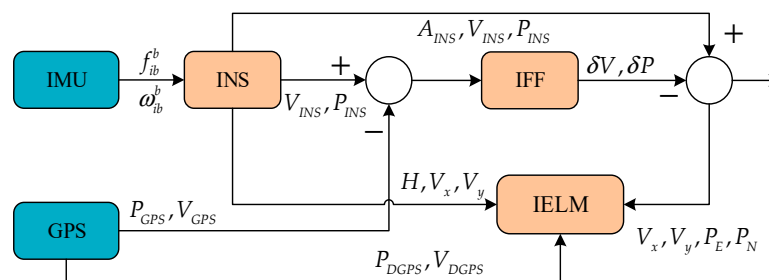 A_INS, V_INS, P_INS
+
IMU
f_ib^b
ω_ib^b
INS
+
V_INS, P_INS
−
IFF
δV, δP
−
H, V_x, V_y
IELM
GPS
P_GPS, V_GPS
V_x, V_y, P_E, P_N
P_DGPS, V_DGPS